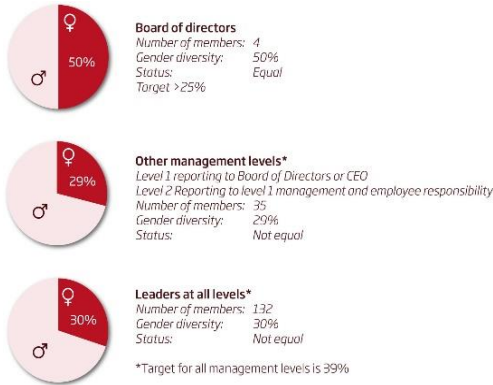 ♀
50%
♂
Board of directors
Number of members: 4
Gender diversity: 50%
Status: Equal
Target >25%
♀
29%
♂
Other management levels*
Level 1 reporting to Board of Directors or CEO
Level 2 Reporting to level 1 management and employee responsibility
Number of members: 35
Gender diversity: 29%
Status: Not equal
♀
30%
♂
Leaders at all levels*
Number of members: 132
Gender diversity: 30%
Status: Not equal
*Target for all management levels is 39%